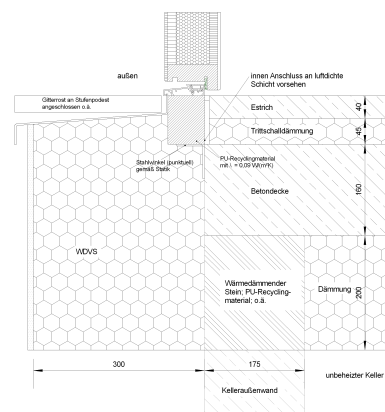 außen
innen Anschluss an luftdichte
Schicht vorsehen
Gitterrost an Stufenpodest
angeschlossen o.ä.
Estrich
40
Trittschalldämmung
45
Stahlwinkel (punktuell)
gemäß Statik
PU-Recyclingmaterial
mit λ = 0,09 W/(m²K)
Betondecke
160
WDVS
Wärmedämmender
Stein; PU-Recycling-
material; o.ä.
Dämmung
200
300
175
unbeheizter Keller
Kelleraußenwand